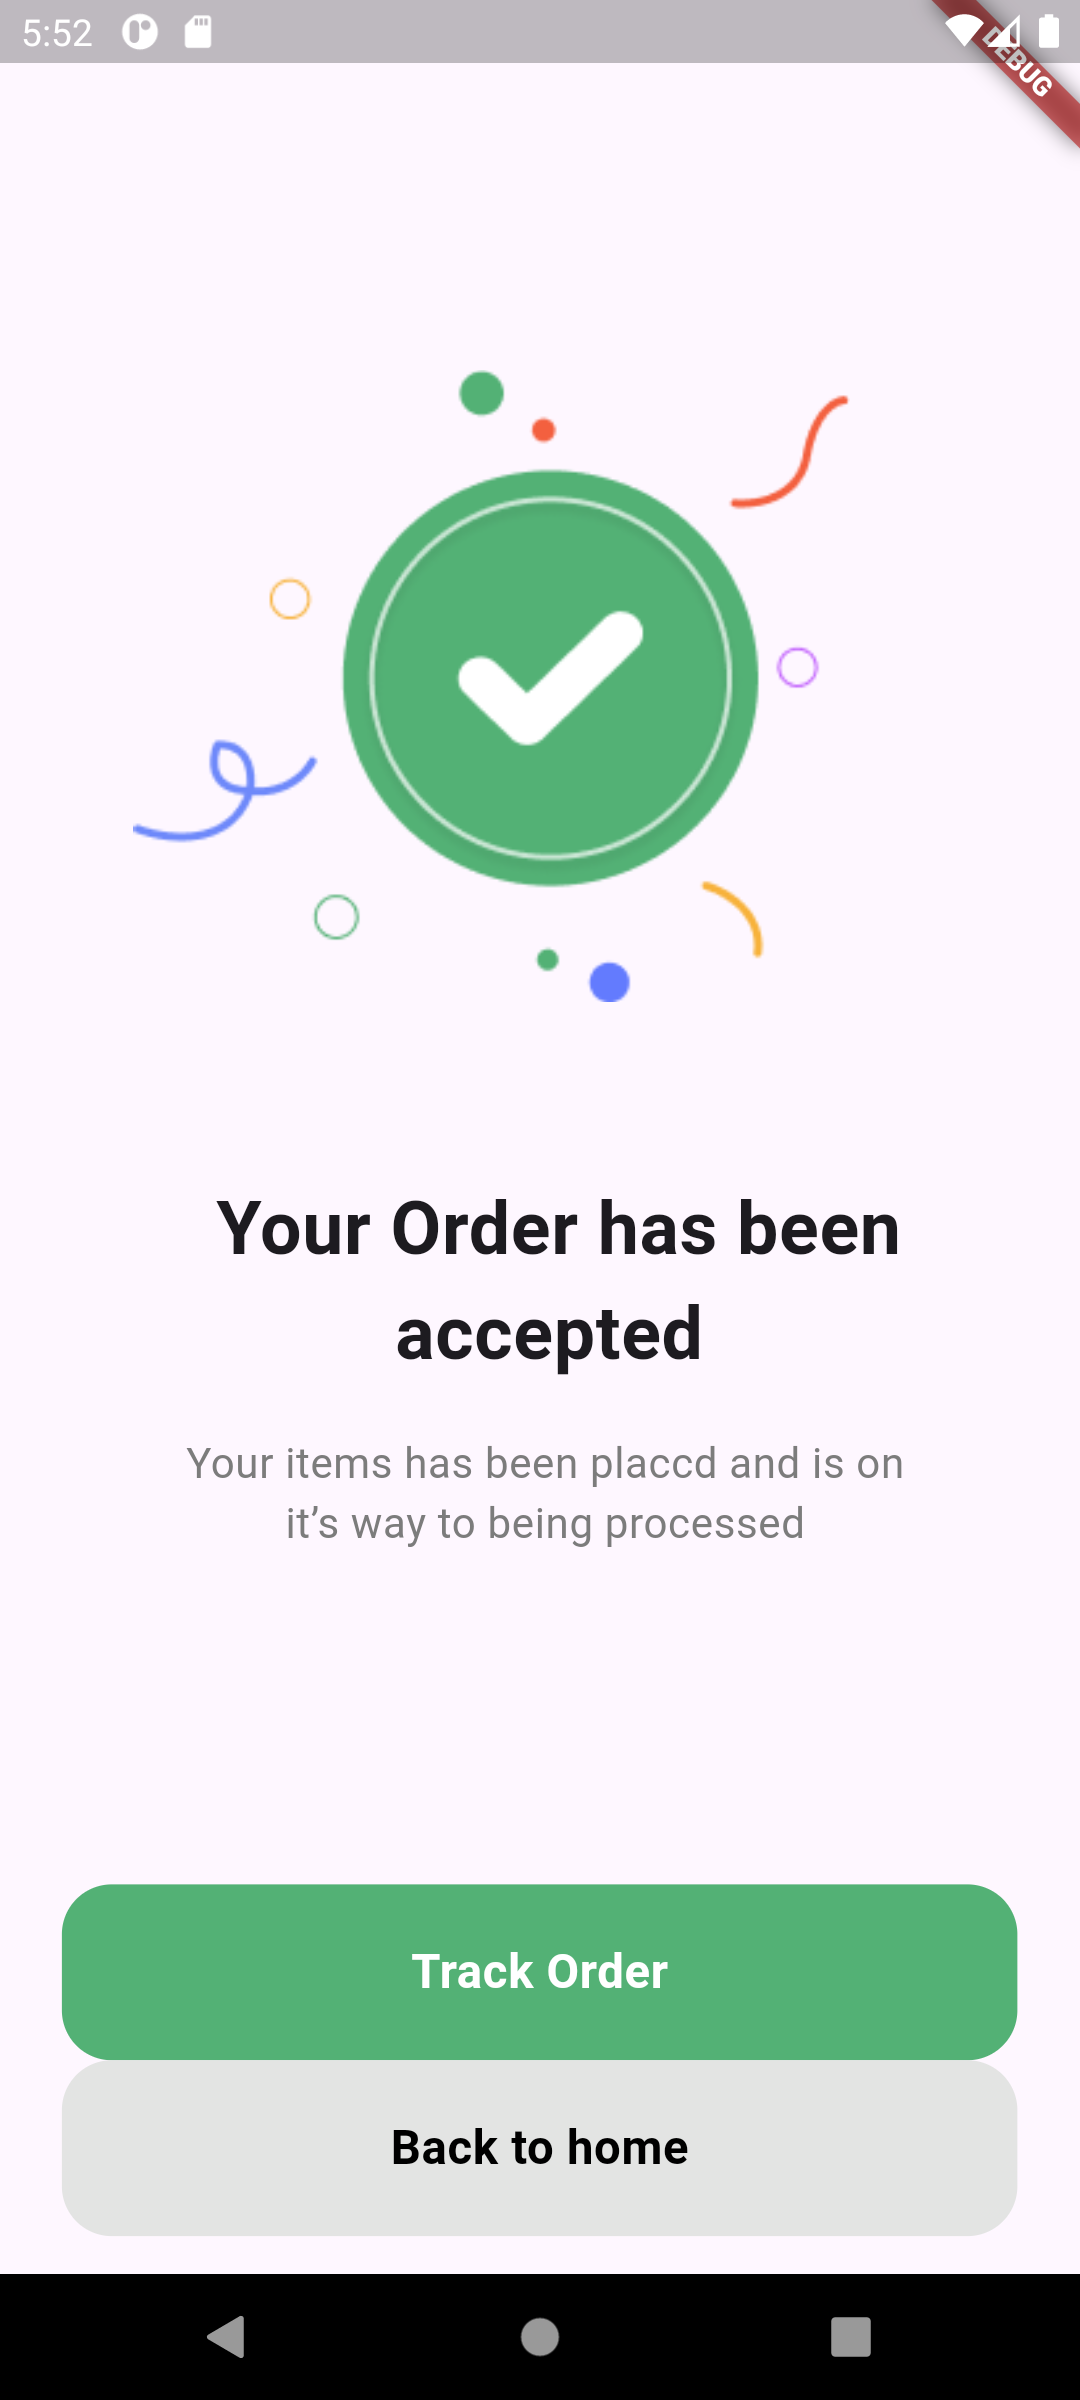 5:52
DEBUG
Your Order has been
accepted
Your items has been placcd and is on
it’s way to being processed
Track Order
Back to home